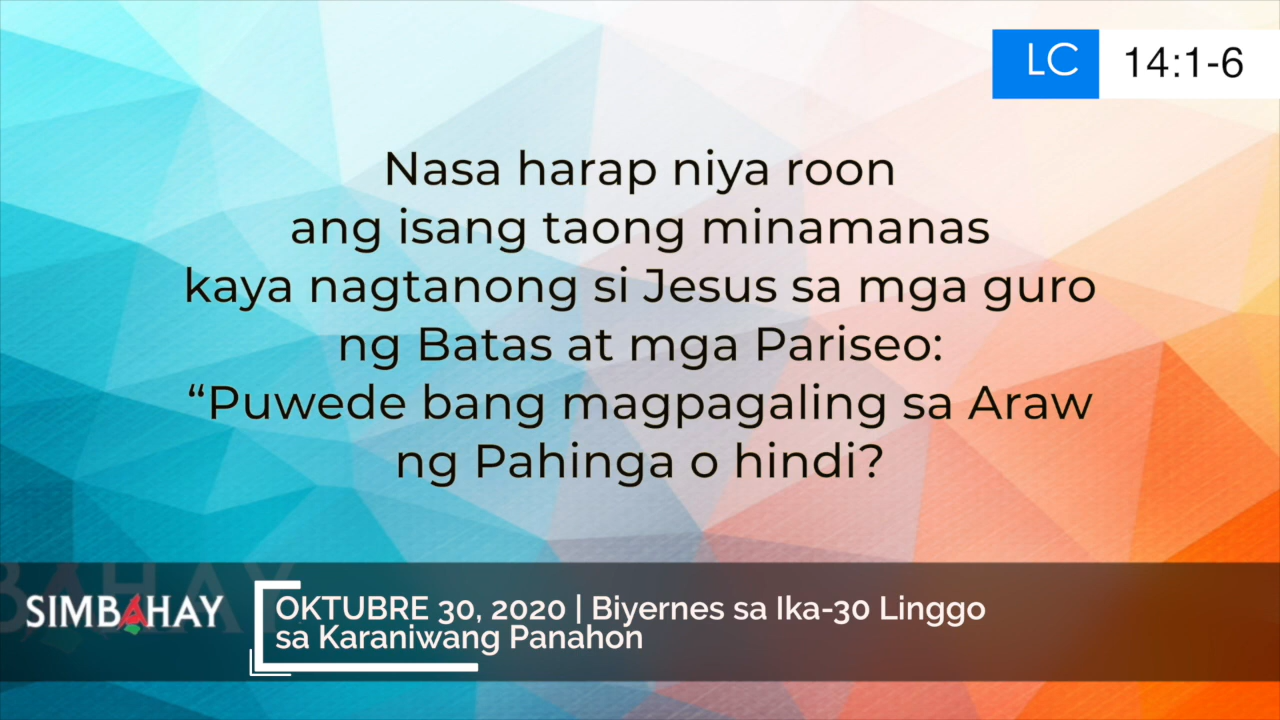 LC 14:1-6
Nasa harap niya roon
ang isang taong minamanas
kaya nagtanong si Jesus sa mga guro
ng Batas at mga Pariseo:
“Puwede bang magpagaling sa Araw
ng Pahinga o hindi?
SIMBAHAY
OKTUBRE 30, 2020 | Biyernes sa Ika-30 Linggo
sa Karaniwang Panahon